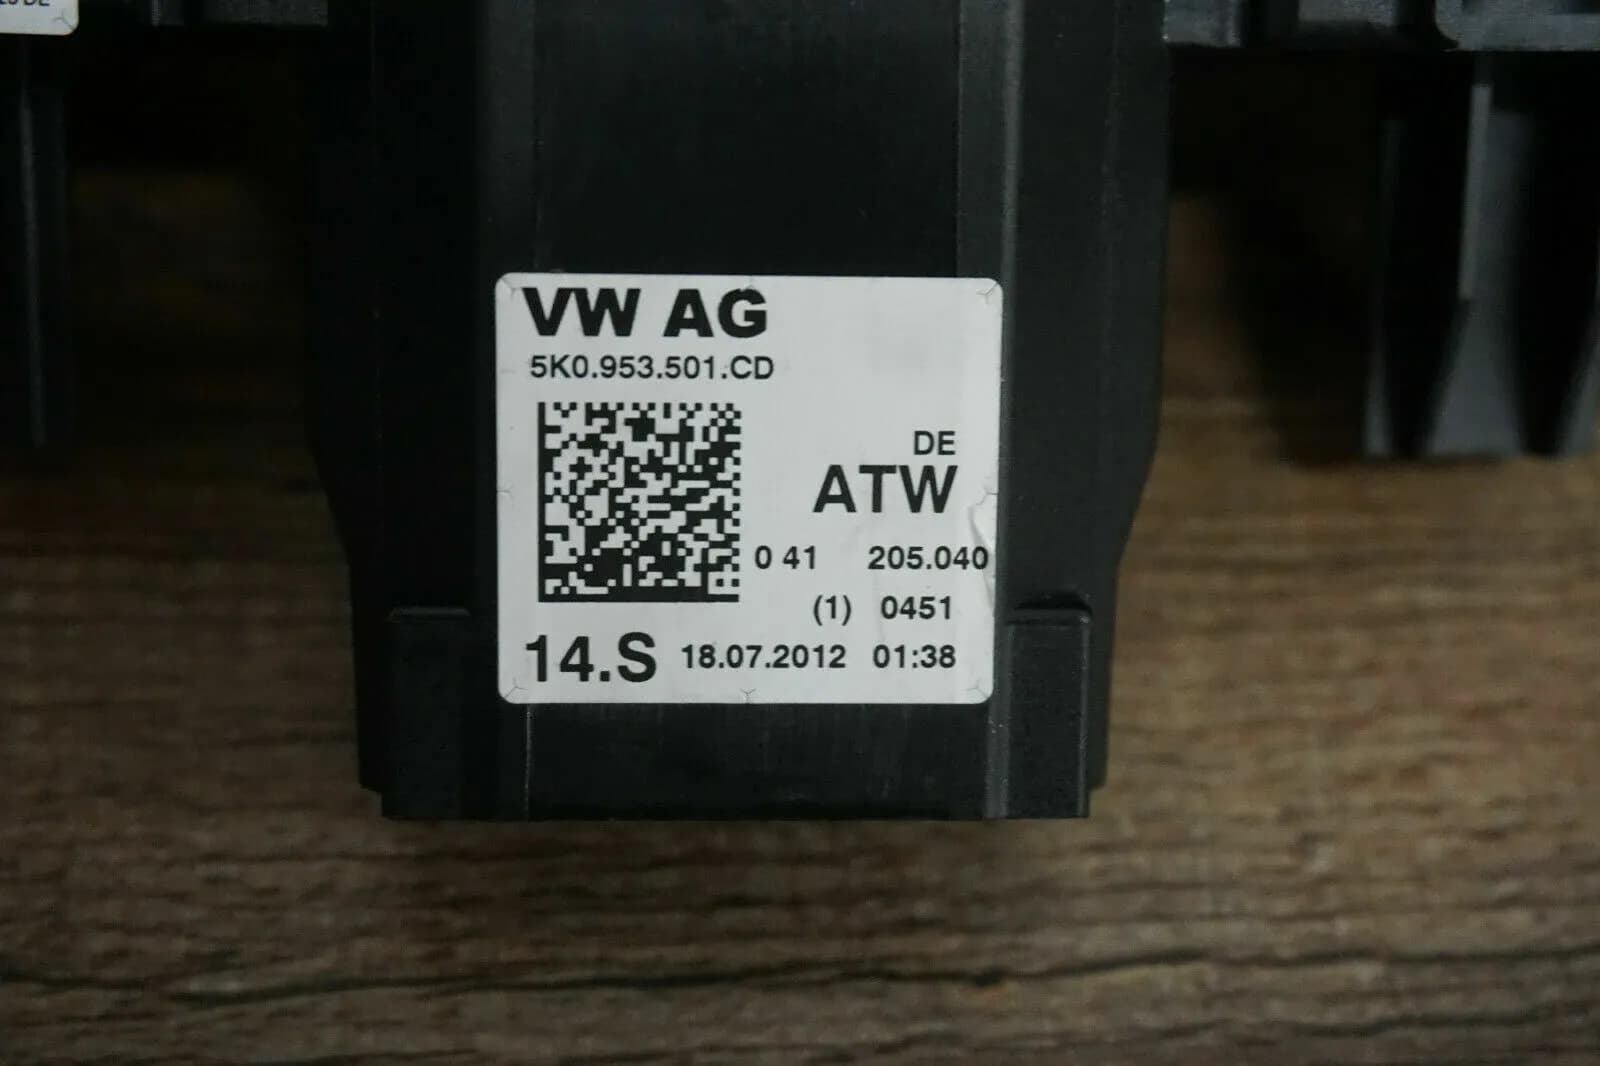 VW AG
5K0.953.501.CD
DE
ATW
0 41 205.040
(1) 0451
14.S 18.07.2012 01:38